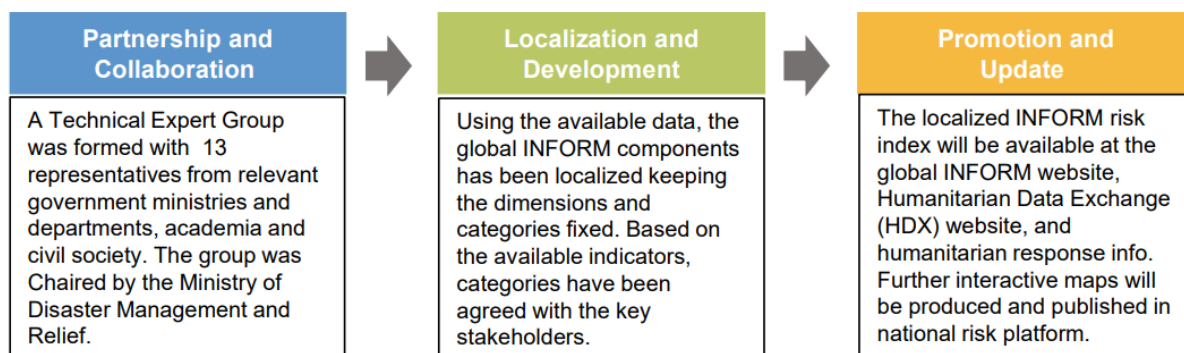 Partnership and
Collaboration
A Technical Expert Group
was formed with  13
representatives from relevant
government ministries and
departments, academia and
civil society. The group was
Chaired by the Ministry of
Disaster Management and
Relief.
Localization and
Development
Using the available data, the
global INFORM components
has been localized keeping
the dimensions and
categories fixed. Based on
the available indicators,
categories have been
agreed with the key
stakeholders.
Promotion and
Update
The localized INFORM risk
index will be available at the
global INFORM website,
Humanitarian Data Exchange
(HDX) website, and
humanitarian response info.
Further interactive maps will
be produced and published in
national risk platform.